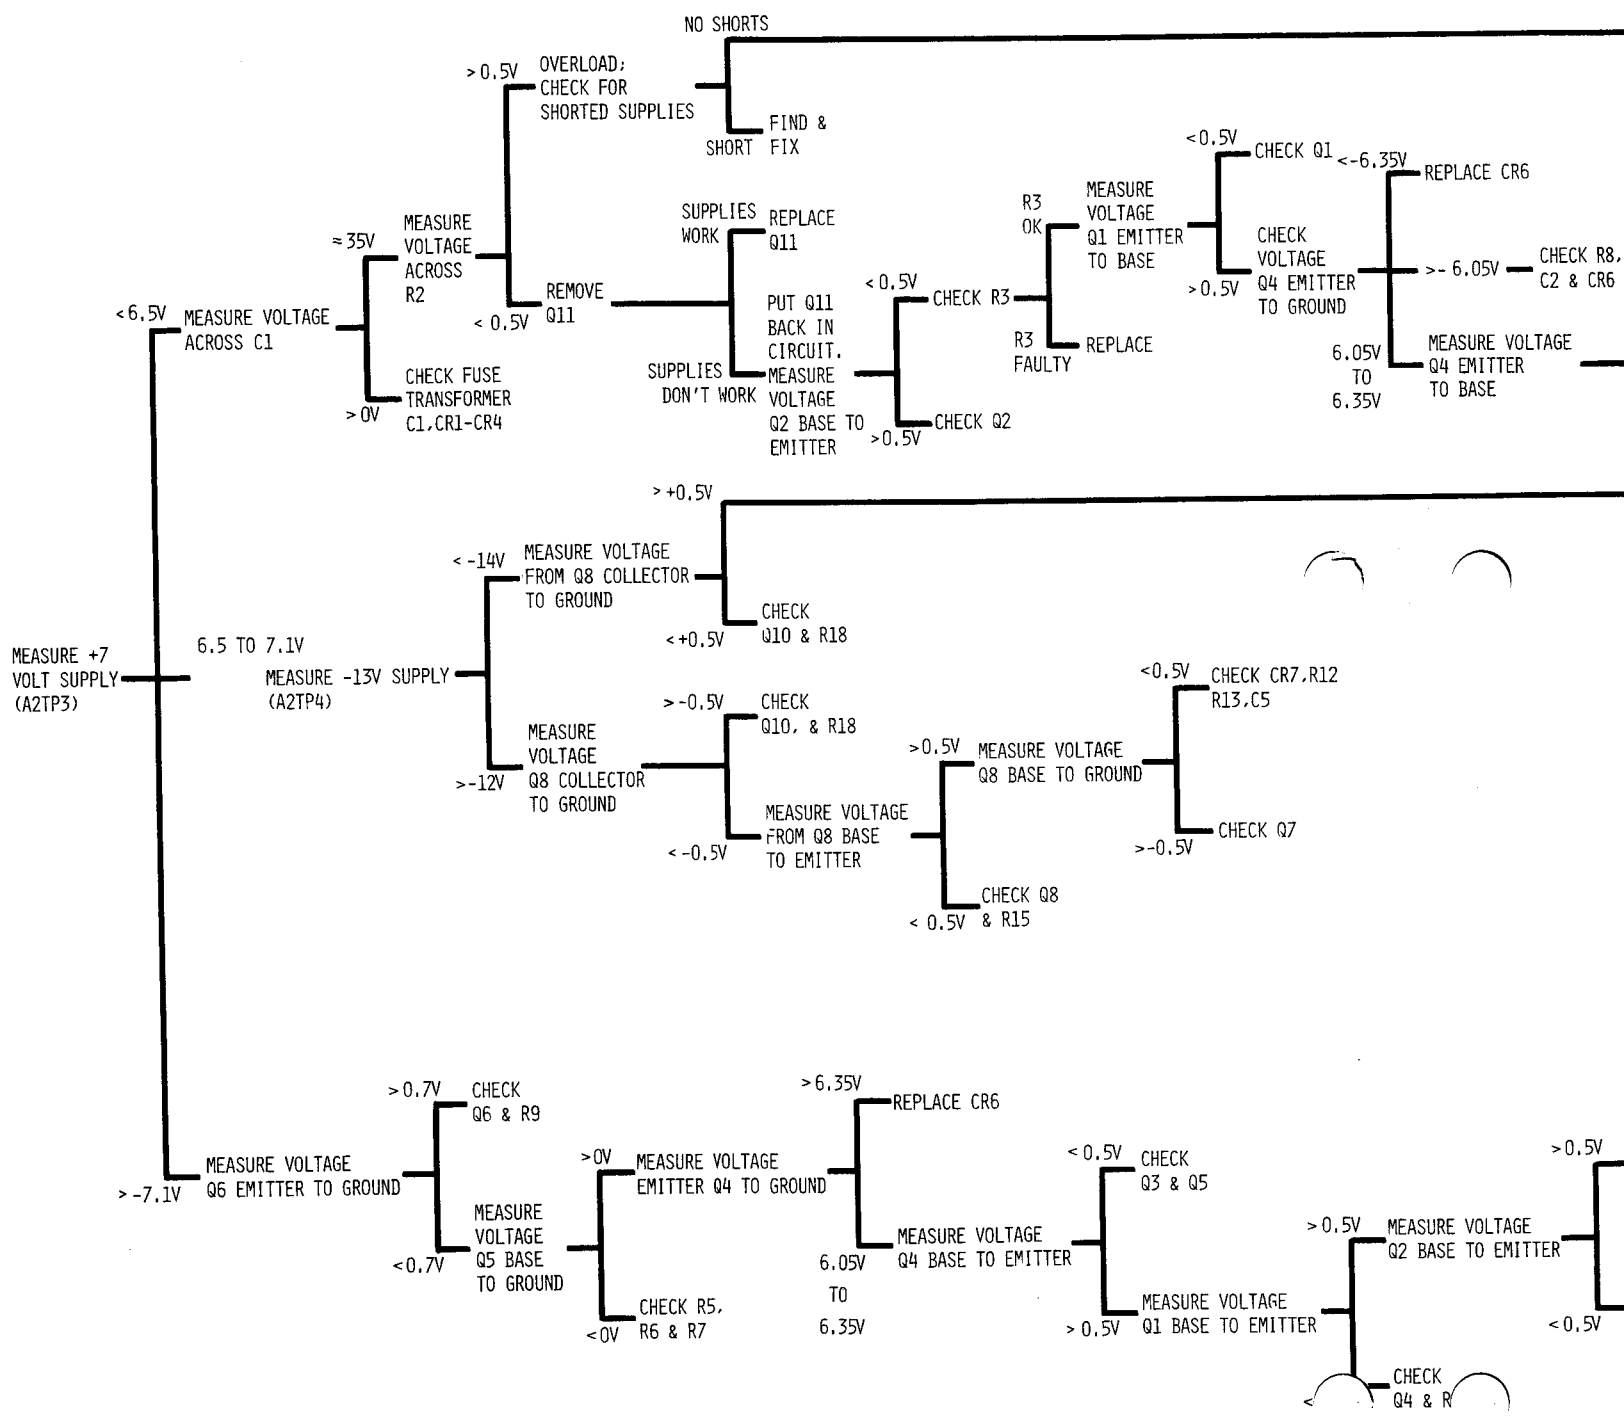 NO SHORTS
>0.5V
OVERLOAD;
CHECK FOR
SHORTED SUPPLIES
SHORT
FIND &
FIX
<6.5V
MEASURE VOLTAGE
ACROSS C1
≈35V
MEASURE
VOLTAGE
ACROSS
R2
>0V
CHECK FUSE
TRANSFORMER
C1,CR1-CR4
<0.5V
REMOVE
Q11
SUPPLIES
WORK
REPLACE
Q11
SUPPLIES
DON'T WORK
PUT Q11
BACK IN
CIRCUIT.
MEASURE
VOLTAGE
Q2 BASE TO
EMITTER
<0.5V
CHECK R3
>0.5V
CHECK Q2
R3
OK
MEASURE
VOLTAGE
Q1 EMITTER
TO BASE
R3
FAULTY
REPLACE
<0.5V
CHECK Q1
>0.5V
CHECK
VOLTAGE
Q4 EMITTER
TO GROUND
<-6.35V
REPLACE CR6
>-6.05V
CHECK R8,
C2 & CR6
6.05V
TO
6.35V
MEASURE VOLTAGE
Q4 EMITTER
TO BASE
MEASURE +7
VOLT SUPPLY
(A2TP3)
6.5 TO 7.1V
MEASURE -13V SUPPLY
(A2TP4)
<-14V
MEASURE VOLTAGE
FROM Q8 COLLECTOR
TO GROUND
>+0.5V
<+0.5V
CHECK
Q10 & R18
>-12V
MEASURE
VOLTAGE
Q8 COLLECTOR
TO GROUND
>-0.5V
CHECK
Q10, & R18
<-0.5V
MEASURE VOLTAGE
FROM Q8 BASE
TO EMITTER
>0.5V
MEASURE VOLTAGE
Q8 BASE TO GROUND
<0.5V
CHECK Q8
& R15
<0.5V
CHECK CR7,R12
R13,C5
>-0.5V
CHECK Q7
>-7.1V
MEASURE VOLTAGE
Q6 EMITTER TO GROUND
>0.7V
CHECK
Q6 & R9
<0.7V
MEASURE
VOLTAGE
Q5 BASE
TO GROUND
>0V
MEASURE VOLTAGE
EMITTER Q4 TO GROUND
<0V
CHECK R5,
R6 & R7
>6.35V
REPLACE CR6
6.05V
TO
6.35V
MEASURE VOLTAGE
Q4 BASE TO EMITTER
<0.5V
CHECK
Q3 & Q5
>0.5V
MEASURE VOLTAGE
Q1 BASE TO EMITTER
>0.5V
MEASURE VOLTAGE
Q2 BASE TO EMITTER
<
CHECK
Q4 & R
>0.5V
<0.5V